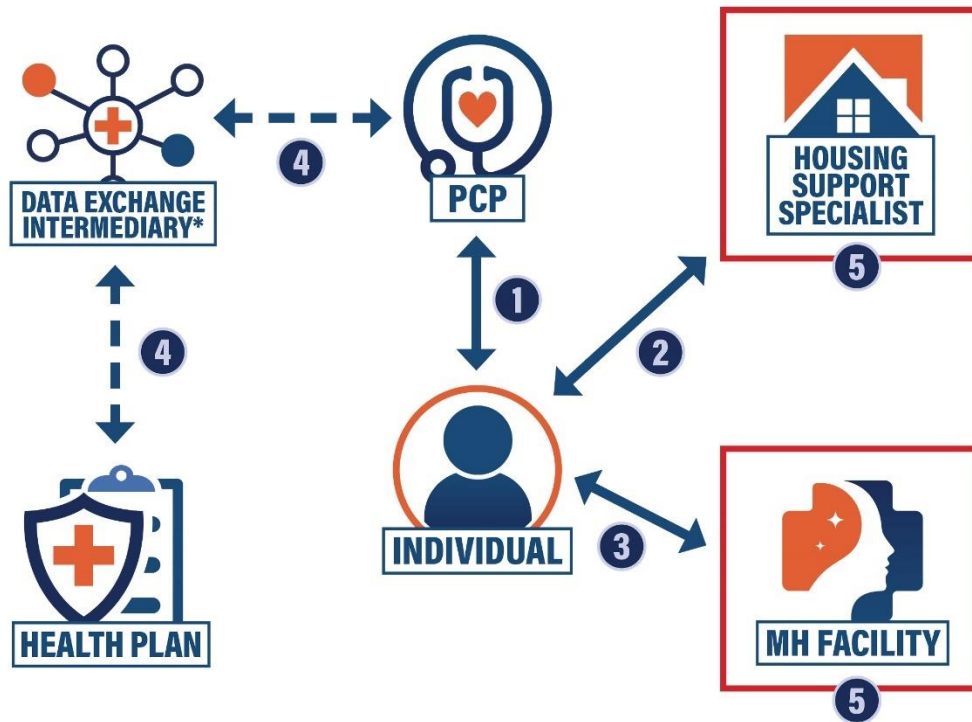 DATA EXCHANGE
INTERMEDIARY*
4
PCP
HOUSING
SUPPORT
SPECIALIST
5
1
2
4
INDIVIDUAL
3
HEALTH PLAN
MH FACILITY
5